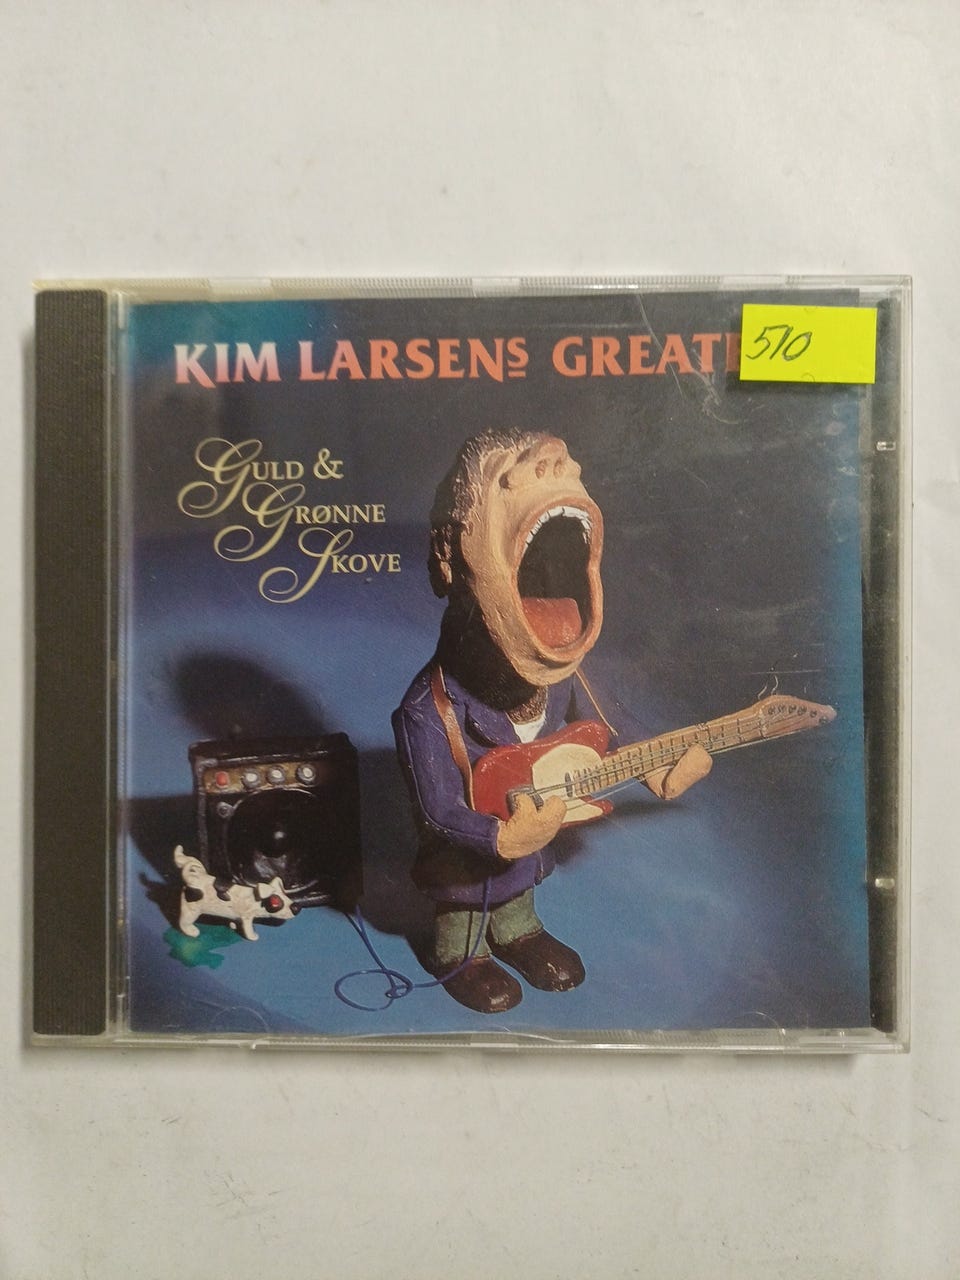 KIM LARSENS GREATE
510
GULD &
GRØNNE
SKOVE